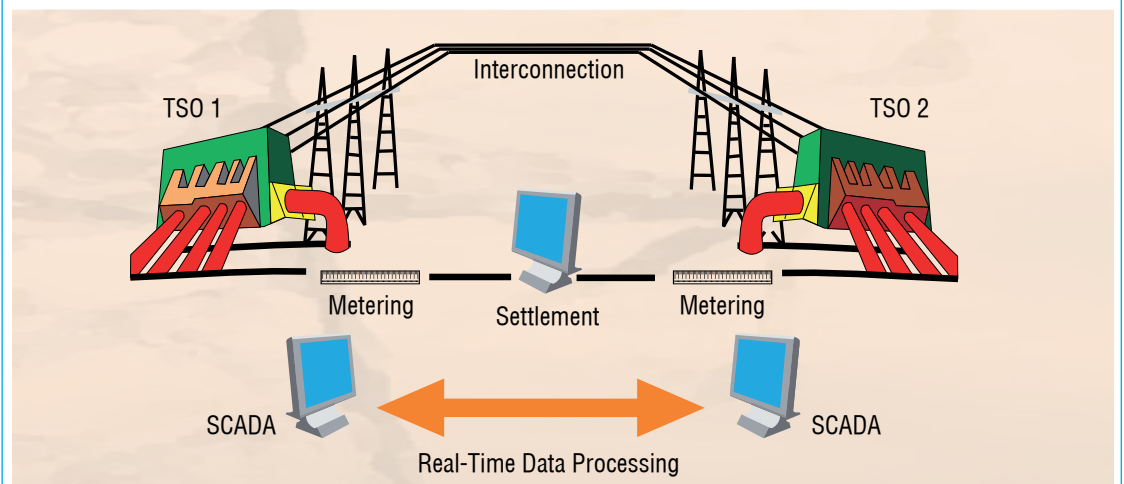 Interconnection
TSO 1
TSO 2
Metering
Settlement
Metering
SCADA
SCADA
Real-Time Data Processing